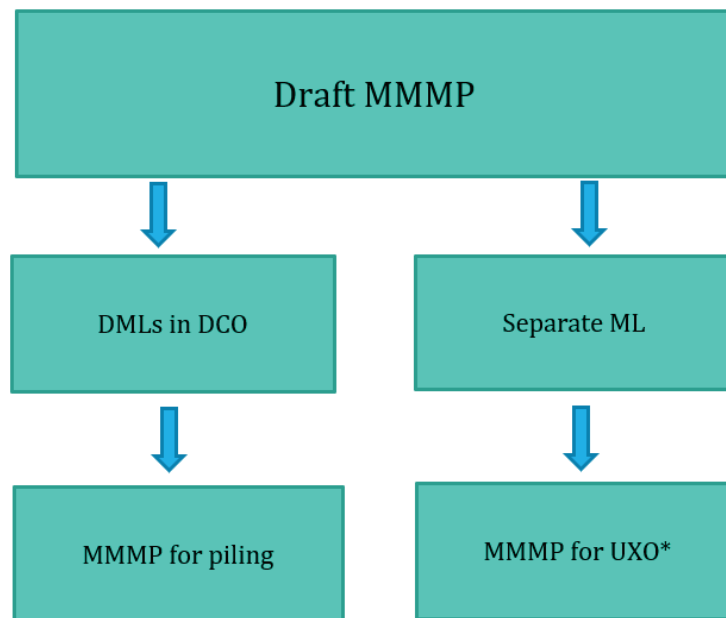 Draft MMMP
DMLs in DCO
Separate ML
MMMP for piling
MMMP for UXO*